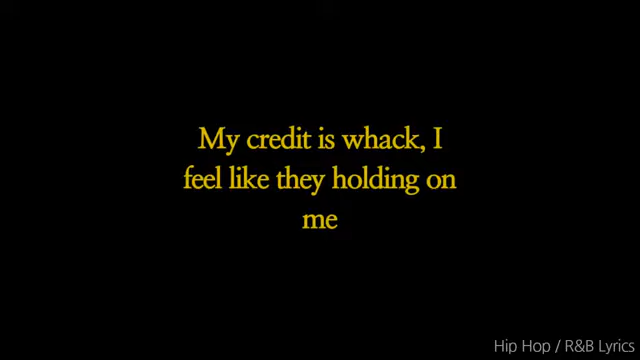 My credit is whack, I
feel like they holding on
me
Hip Hop / R&B Lyrics